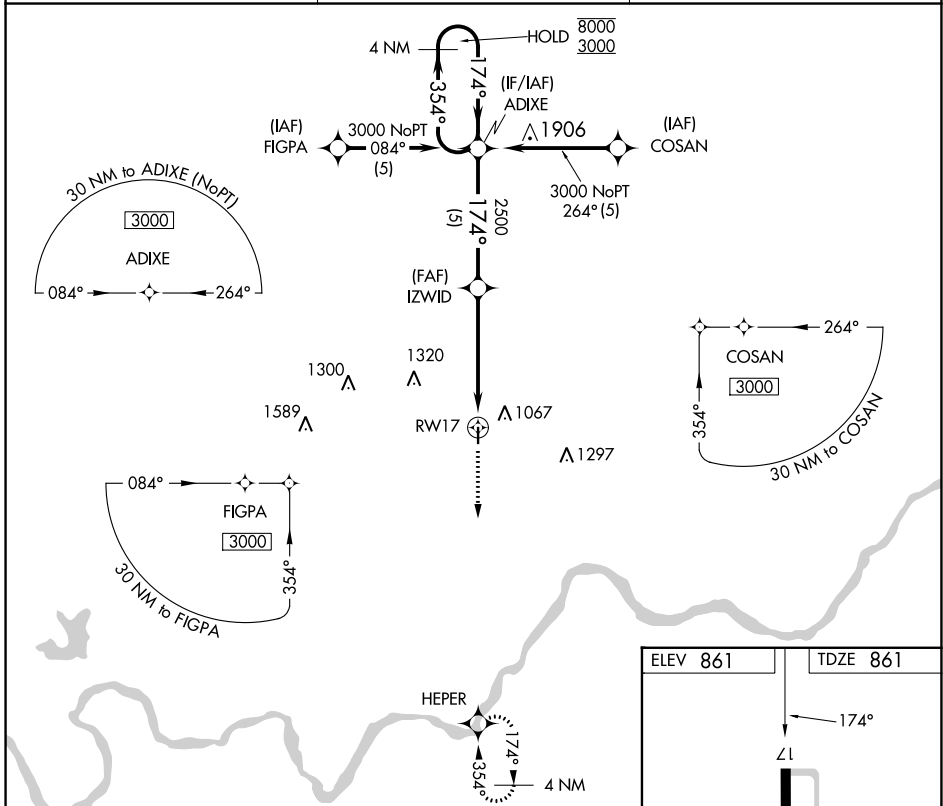 HOLD 8000
3000
4 NM
174°
354°
(IF/IAF)
ADIXE
(IAF)
FIGPA
3000 NoPT
084°
(5)
1906
(IAF)
COSAN
3000 NoPT
264° (5)
30 NM to ADIXE (NoPT)
3000
ADIXE
084°
264°
2500
174°
(5)
(FAF)
IZWID
264°
COSAN
3000
354°
30 NM to COSAN
1300
1320
1589
RW17
1067
1297
084°
FIGPA
3000
354°
30 NM to FIGPA
HEPER
174°
354°
4 NM
ELEV 861
TDZE 861
174°
17